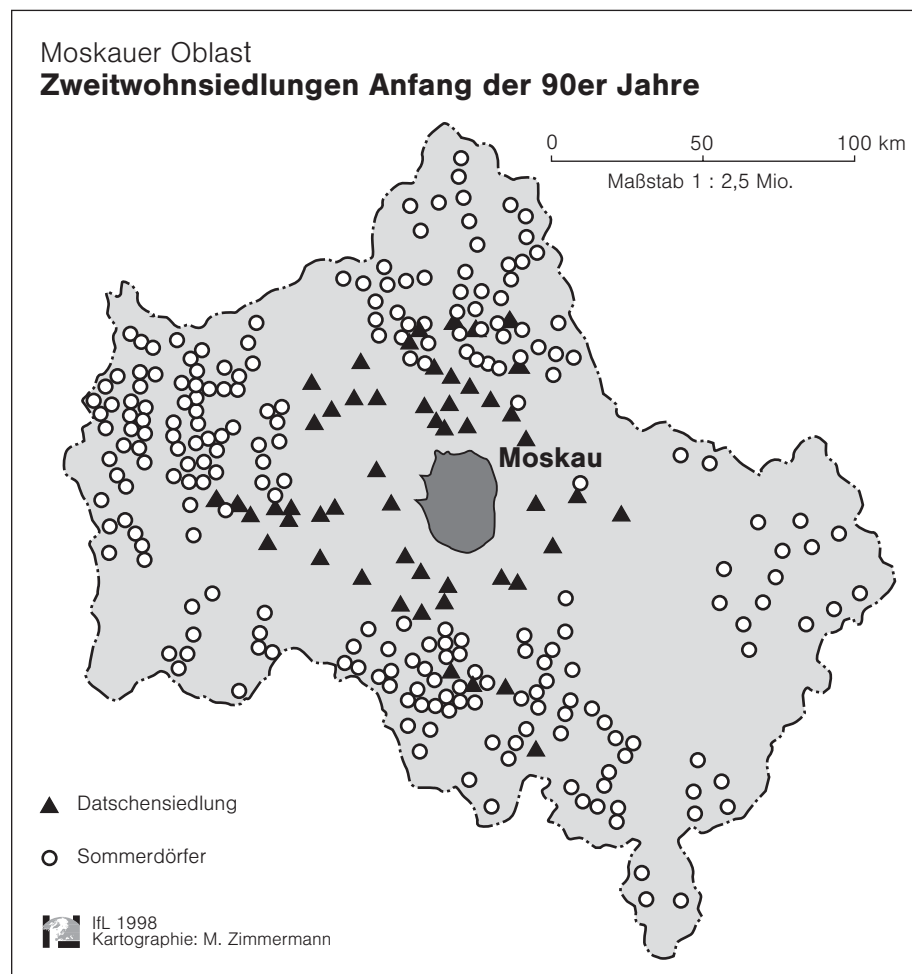 Moskauer Oblast
Zweitwohnsiedlungen Anfang der 90er Jahre
0 50 100 km
Maßstab 1 : 2,5 Mio.
Moskau
Datschensiedlung
Sommerdörfer
IfL 1998
Kartographie: M. Zimmermann